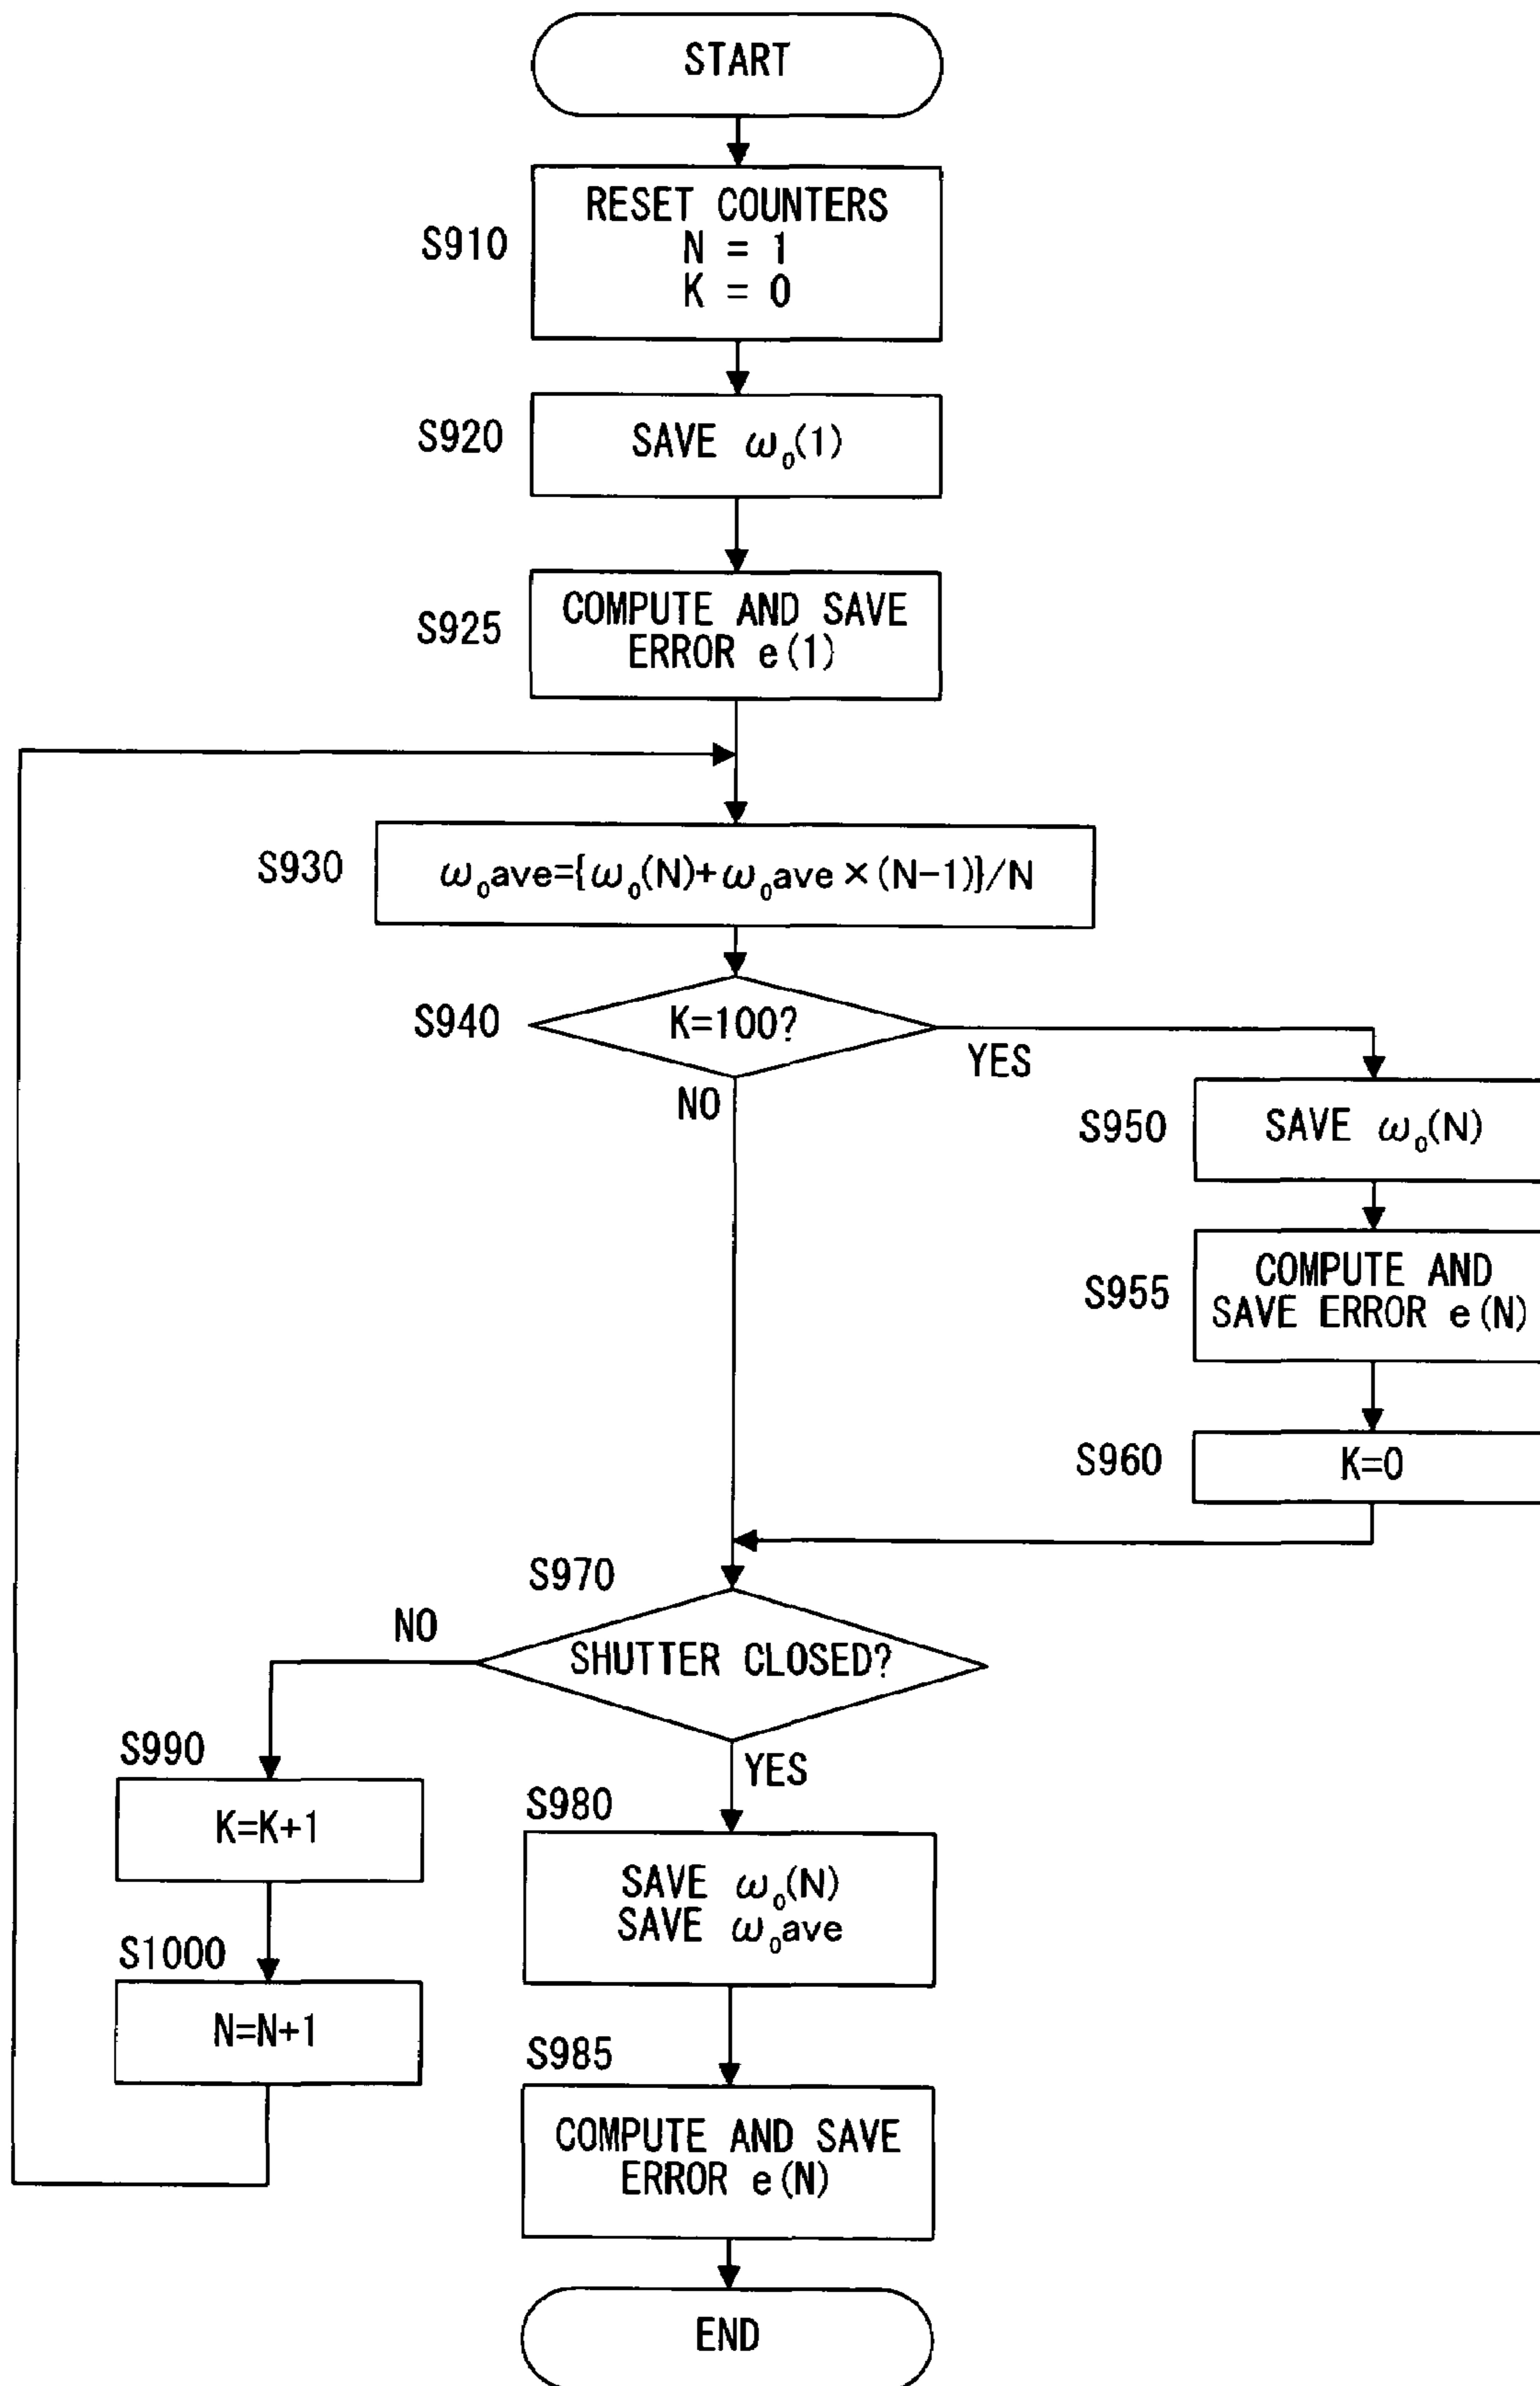 START
S910
RESET COUNTERS
N = 1
K = 0
S920
SAVE ω₀(1)
S925
COMPUTE AND SAVE
ERROR e(1)
S930
ω₀ave={ω₀(N)+ω₀ave×(N-1)}/N
S940
K=100?
YES
NO
S950
SAVE ω₀(N)
S955
COMPUTE AND
SAVE ERROR e(N)
S960
K=0
S970
NO
SHUTTER CLOSED?
YES
S990
K=K+1
S980
SAVE ω₀(N)
SAVE ω₀ave
S1000
N=N+1
S985
COMPUTE AND SAVE
ERROR e(N)
END